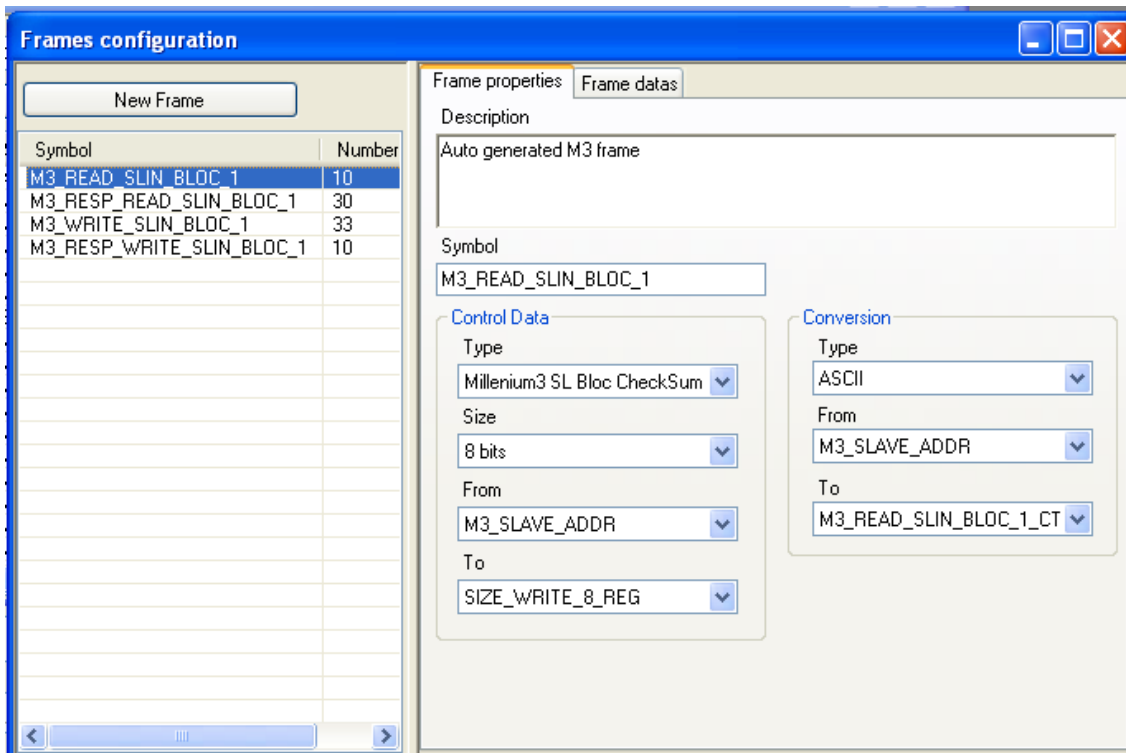 Frames configuration
New Frame
Symbol Number
M3_READ_SLIN_BLOC_1 10
M3_RESP_READ_SLIN_BLOC_1 30
M3_WRITE_SLIN_BLOC_1 33
M3_RESP_WRITE_SLIN_BLOC_1 10
Frame properties Frame datas
Description
Auto generated M3 frame
Symbol
M3_READ_SLIN_BLOC_1
Control Data
Type
Millenium3 SL Bloc CheckSum
Size
8 bits
From
M3_SLAVE_ADDR
To
SIZE_WRITE_8_REG
Conversion
Type
ASCII
From
M3_SLAVE_ADDR
To
M3_READ_SLIN_BLOC_1_CT